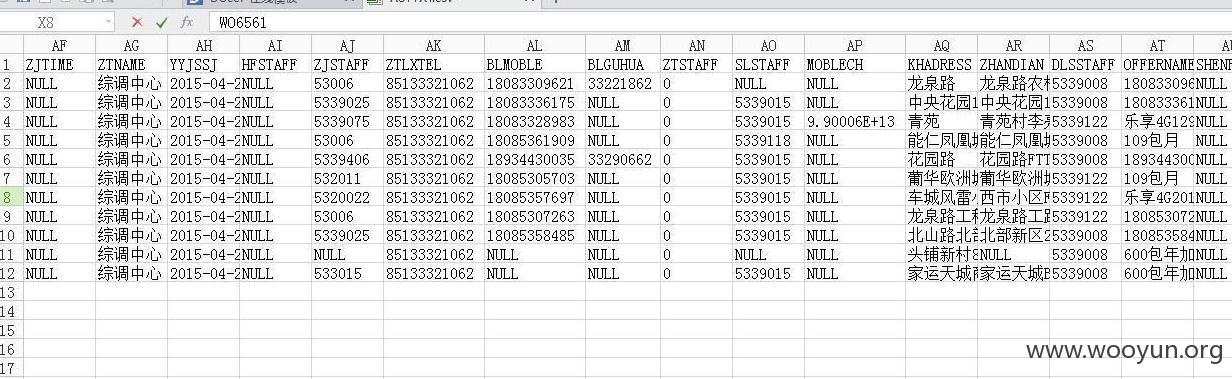 X8 fx WO6561
AF AG AH AI AJ AK AL AM AN AO AP AQ AR AS AT
1 ZJTIME ZTNAME YYJSSJ HFSTAFF ZJSTAFF ZTLXTEL BLMOBLE BLGUHUA ZTSTAFF SLSTAFF MOBLECH KHADRESS ZHANDIAN DLSSTAFF OFFERNAME SHENF
2 NULL 综调中心 2015-04-2 NULL 53006 85133321062 18083309621 33221862 0 NULL NULL 龙泉路 龙泉路农村 5339008 180833096 NULL
3 NULL 综调中心 2015-04-2 NULL 5339025 85133321062 18083336175 NULL 0 5339015 NULL 中央花园1 中央花园 5339008 180833361 NULL
4 NULL 综调中心 2015-04-2 NULL 5339075 85133321062 18083328983 NULL 0 5339015 9.90006E+13 青苑 青苑村李 5339122 乐享4G129 NULL
5 NULL 综调中心 2015-04-2 NULL 53006 85133321062 18085361909 NULL 0 5339118 NULL 能仁凤凰城 能仁凤凰 5339008 109包月 NULL
6 NULL 综调中心 2015-04-2 NULL 5339406 85133321062 18934430035 33290662 0 5339015 NULL 花园路 花园路FTT 5339008 189344300 NULL
7 NULL 综调中心 2015-04-2 NULL 532011 85133321062 18085305703 NULL 0 5339015 NULL 葡华欧洲城 葡华欧洲 5339122 109包月 NULL
8 NULL 综调中心 2015-04-2 NULL 5320022 85133321062 18085357697 NULL 0 5339015 NULL 车城风雷 西市小区F 5339122 乐享4G201 NULL
9 NULL 综调中心 2015-04-2 NULL 53006 85133321062 18085307263 NULL 0 5339015 NULL 龙泉路工 龙泉路工 5339122 180853072 NULL
10 NULL 综调中心 2015-04-2 NULL 5339025 85133321062 18085358485 NULL 0 5339015 NULL 北山路北 北部新区2 5339008 180853584 NULL
11 NULL 综调中心 2015-04-2 NULL NULL 85133321062 NULL NULL 0 NULL NULL 头铺新村8 NULL 5339008 600包年加 NULL
12 NULL 综调中心 2015-04-2 NULL 533015 85133321062 NULL NULL 0 5339015 NULL 家运天城 家运天城B 5339008 600包年加 NULL
13
14
15
16
17
www.wooyun.org